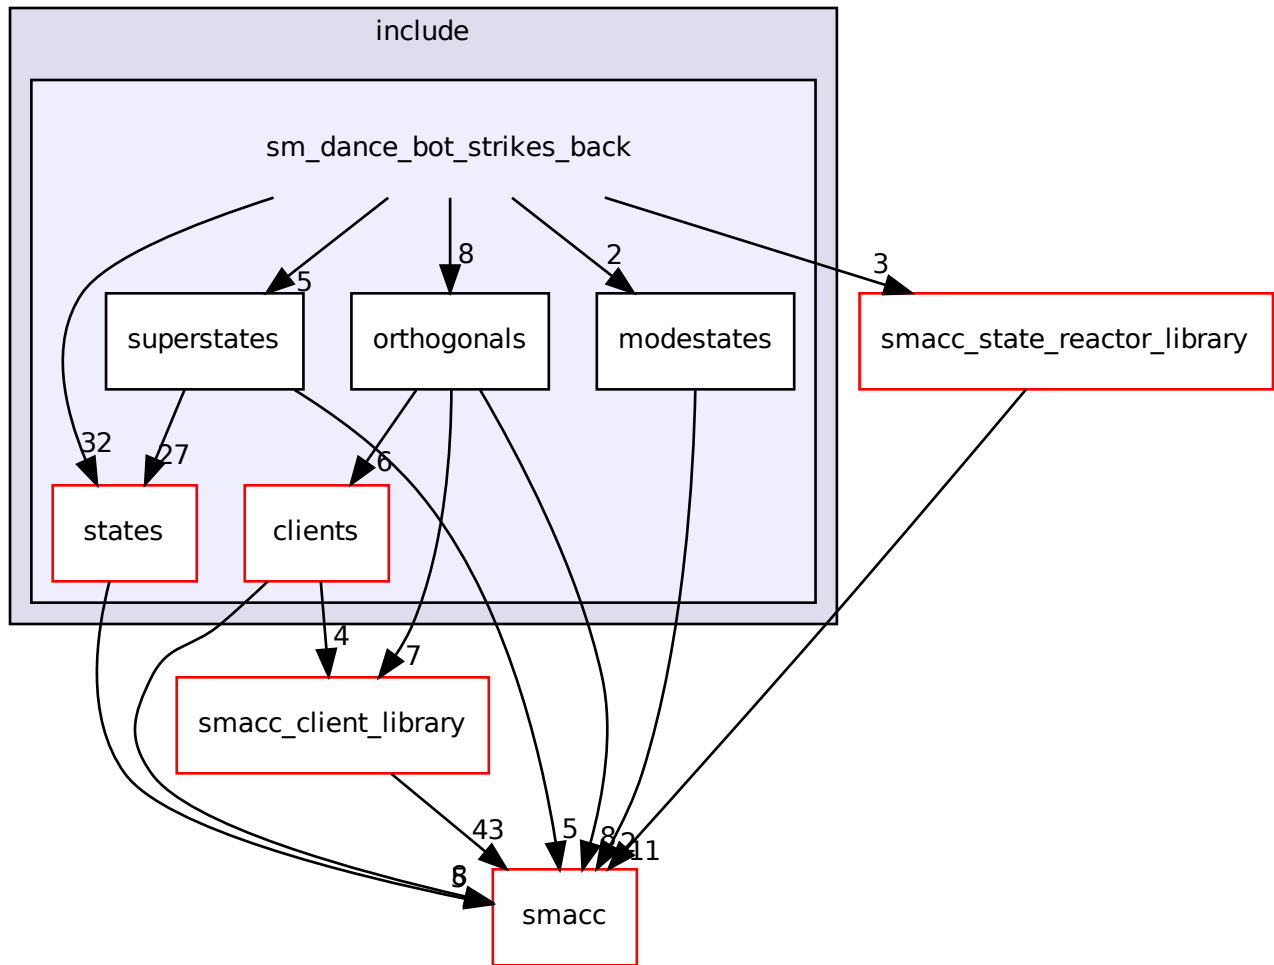 include
sm_dance_bot_strikes_back
8
2
3
5
superstates
orthogonals
modestates
smacc_state_reactor_library
32
27
6
states
clients
4
7
smacc_client_library
43
5
8
2
11
smacc